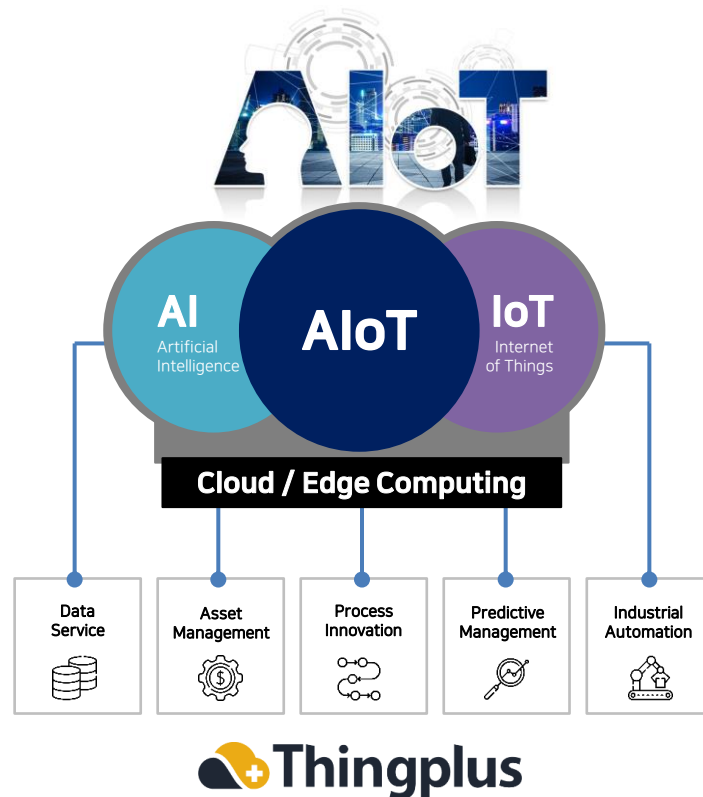 AIoT
AI
Artificial
Intelligence
AIoT
IoT
Internet
of Things
Cloud / Edge Computing
Data
Service
Asset
Management
$
Process
Innovation
Predictive
Management
Industrial
Automation
Thingplus